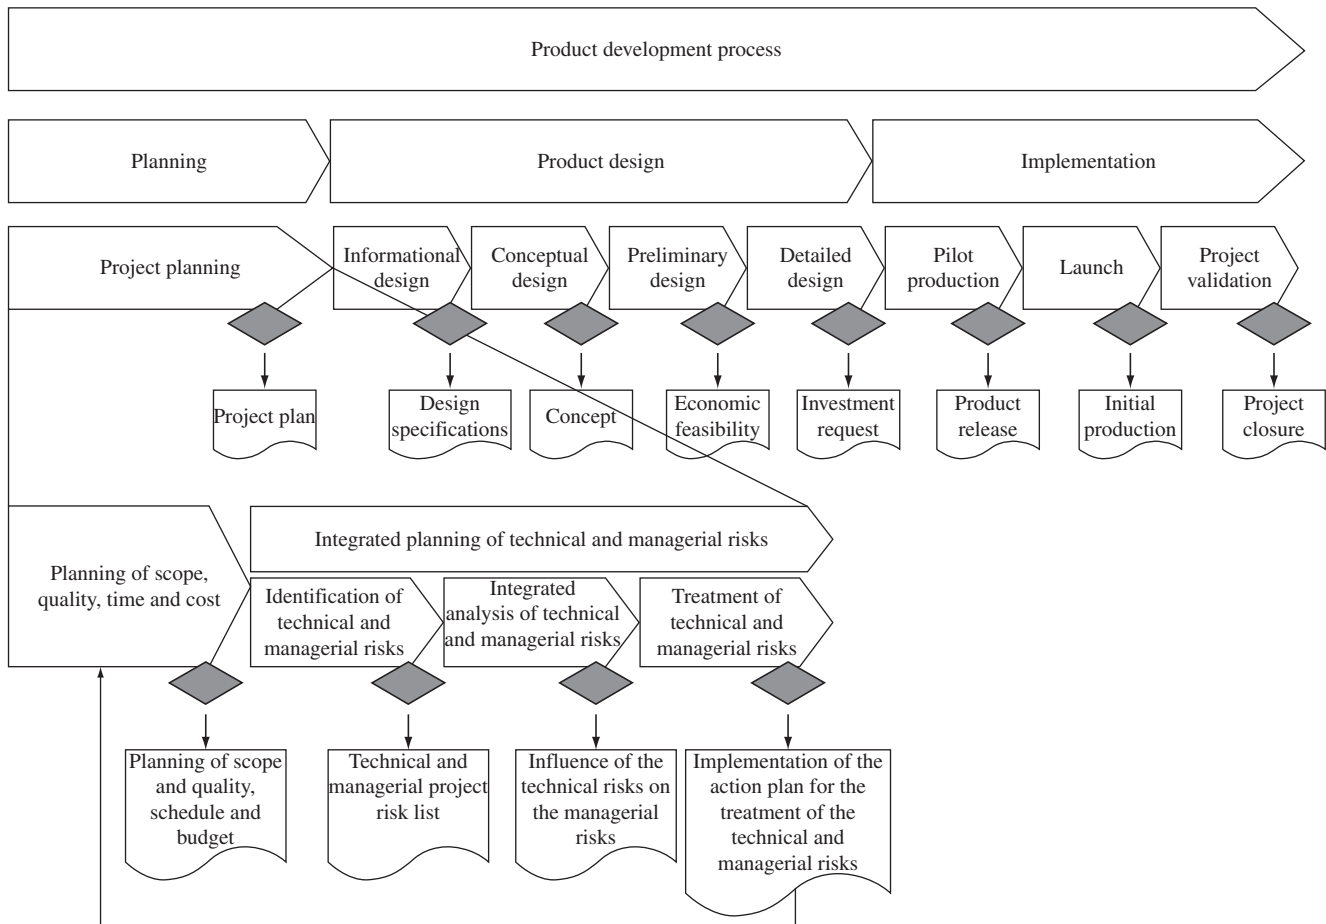 Product development process
Planning
Product design
Implementation
Project planning
Informational
design
Conceptual
design
Preliminary
design
Detailed
design
Pilot
production
Launch
Project
validation
Project plan
Design
specifications
Concept
Economic
feasibility
Investment
request
Product
release
Initial
production
Project
closure
Planning of scope,
quality, time and cost
Integrated planning of technical and managerial risks
Identification of
technical and
managerial risks
Integrated
analysis of technical
and managerial risks
Treatment of
technical and
managerial risks
Planning of scope
and quality,
schedule and
budget
Technical and
managerial project
risk list
Influence of the
technical risks on
the managerial
risks
Implementation of the
action plan for the
treatment of the
technical and
managerial risks